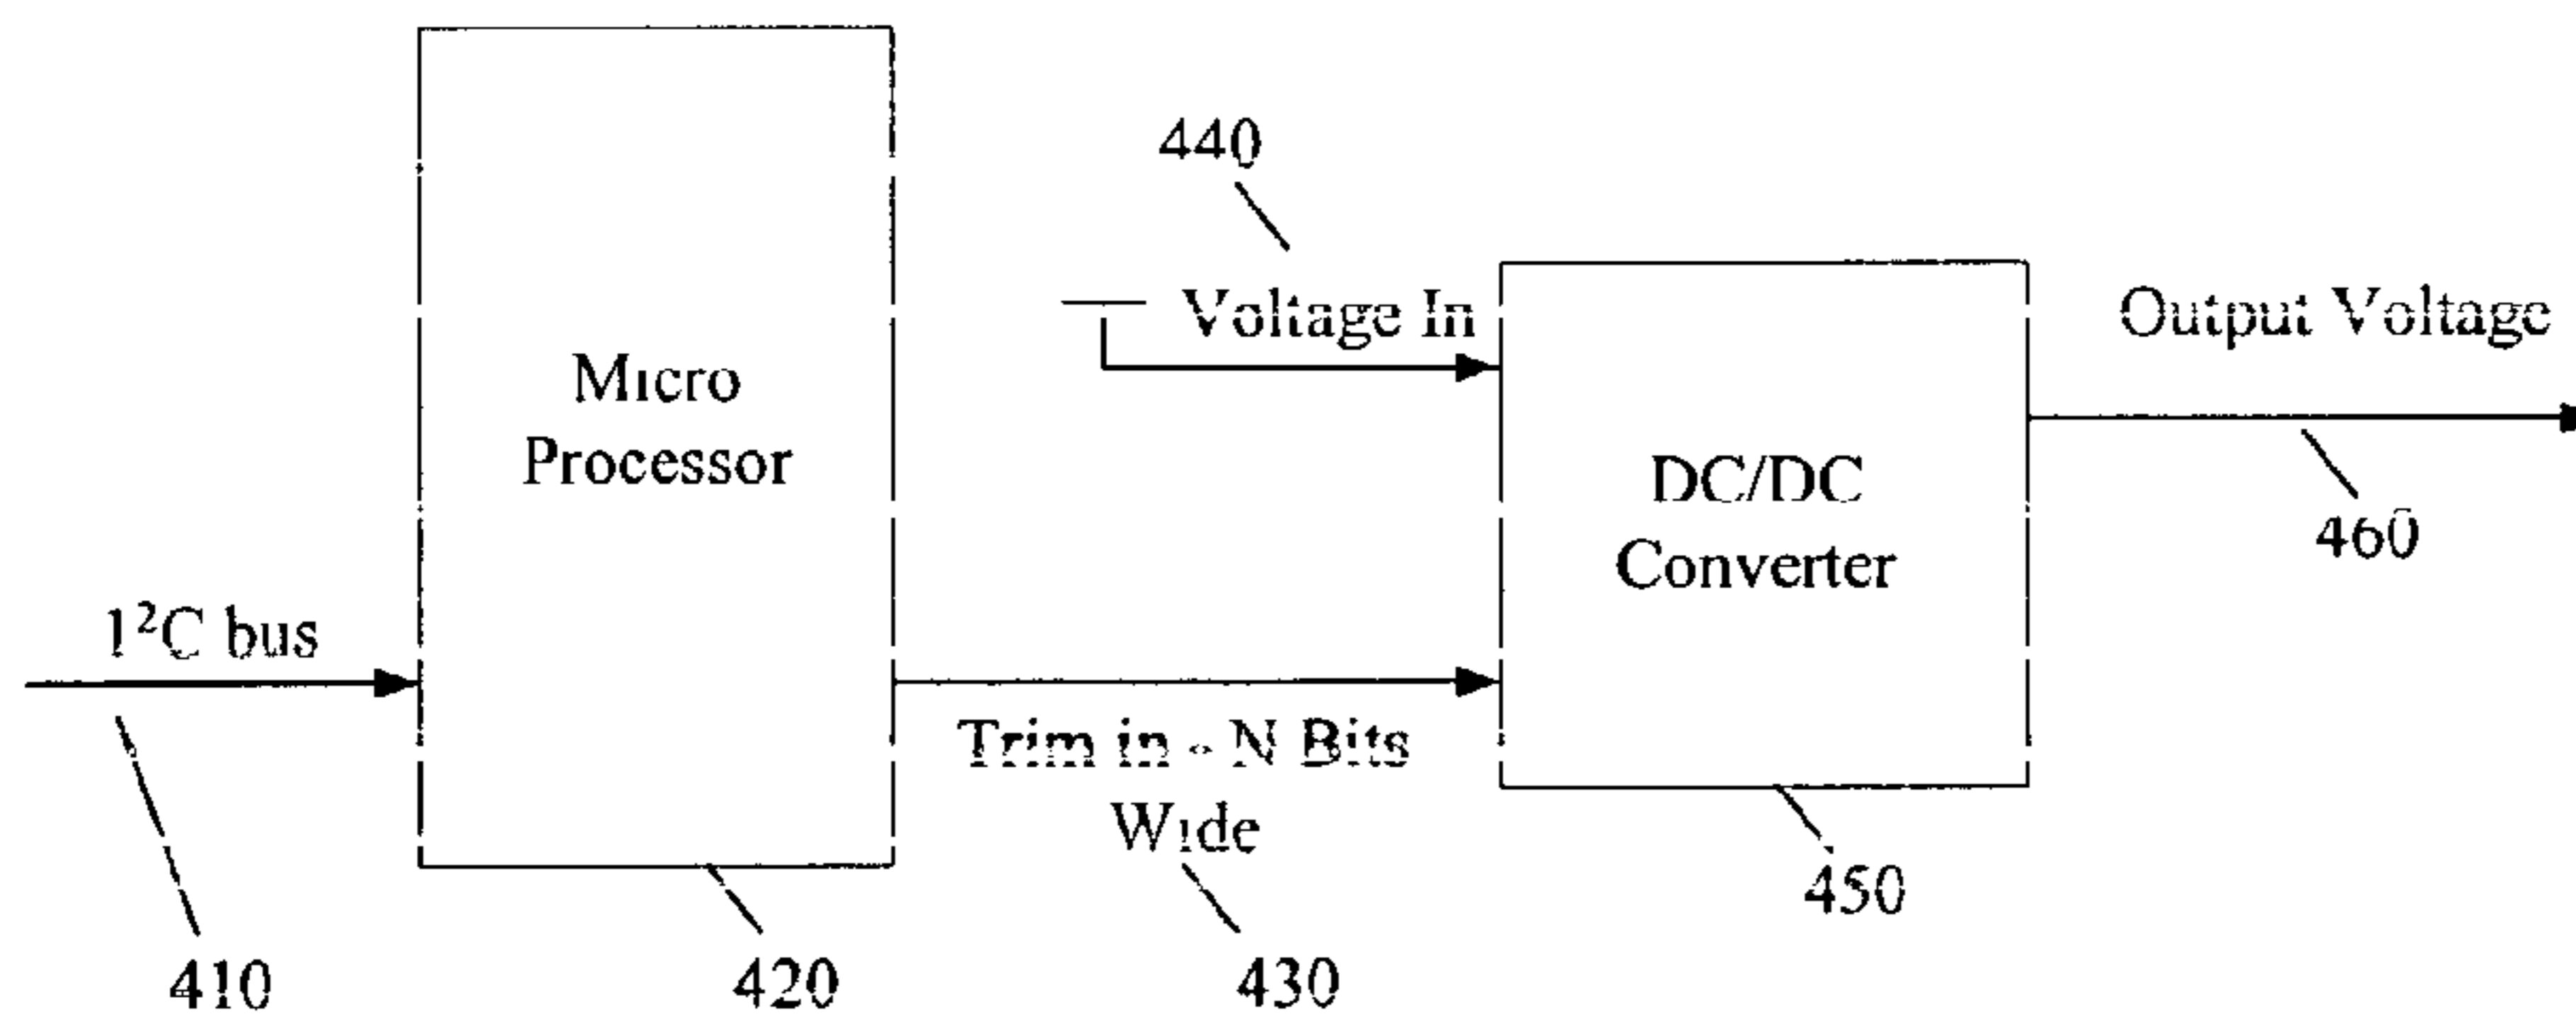 440
Voltage In
Output Voltage
Micro
Processor
DC/DC
Converter
460
I²C bus
Trim in - N Bits
Wide
450
410
420
430